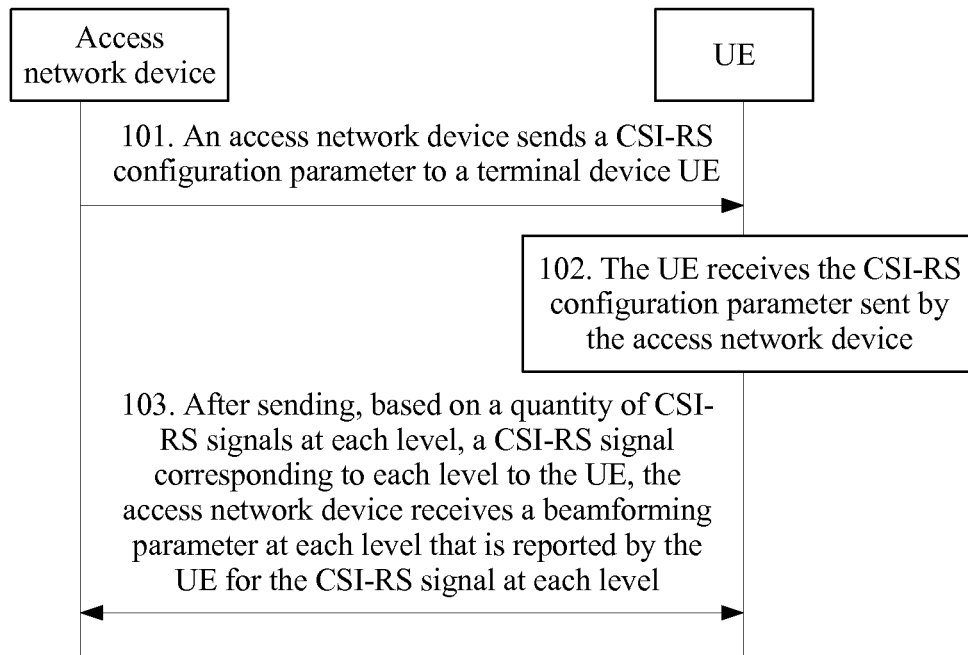 Access
network device
UE
101. An access network device sends a CSI-RS
configuration parameter to a terminal device UE
102. The UE receives the CSI-RS
configuration parameter sent by
the access network device
103. After sending, based on a quantity of CSI-
RS signals at each level, a CSI-RS signal
corresponding to each level to the UE, the
access network device receives a beamforming
parameter at each level that is reported by the
UE for the CSI-RS signal at each level